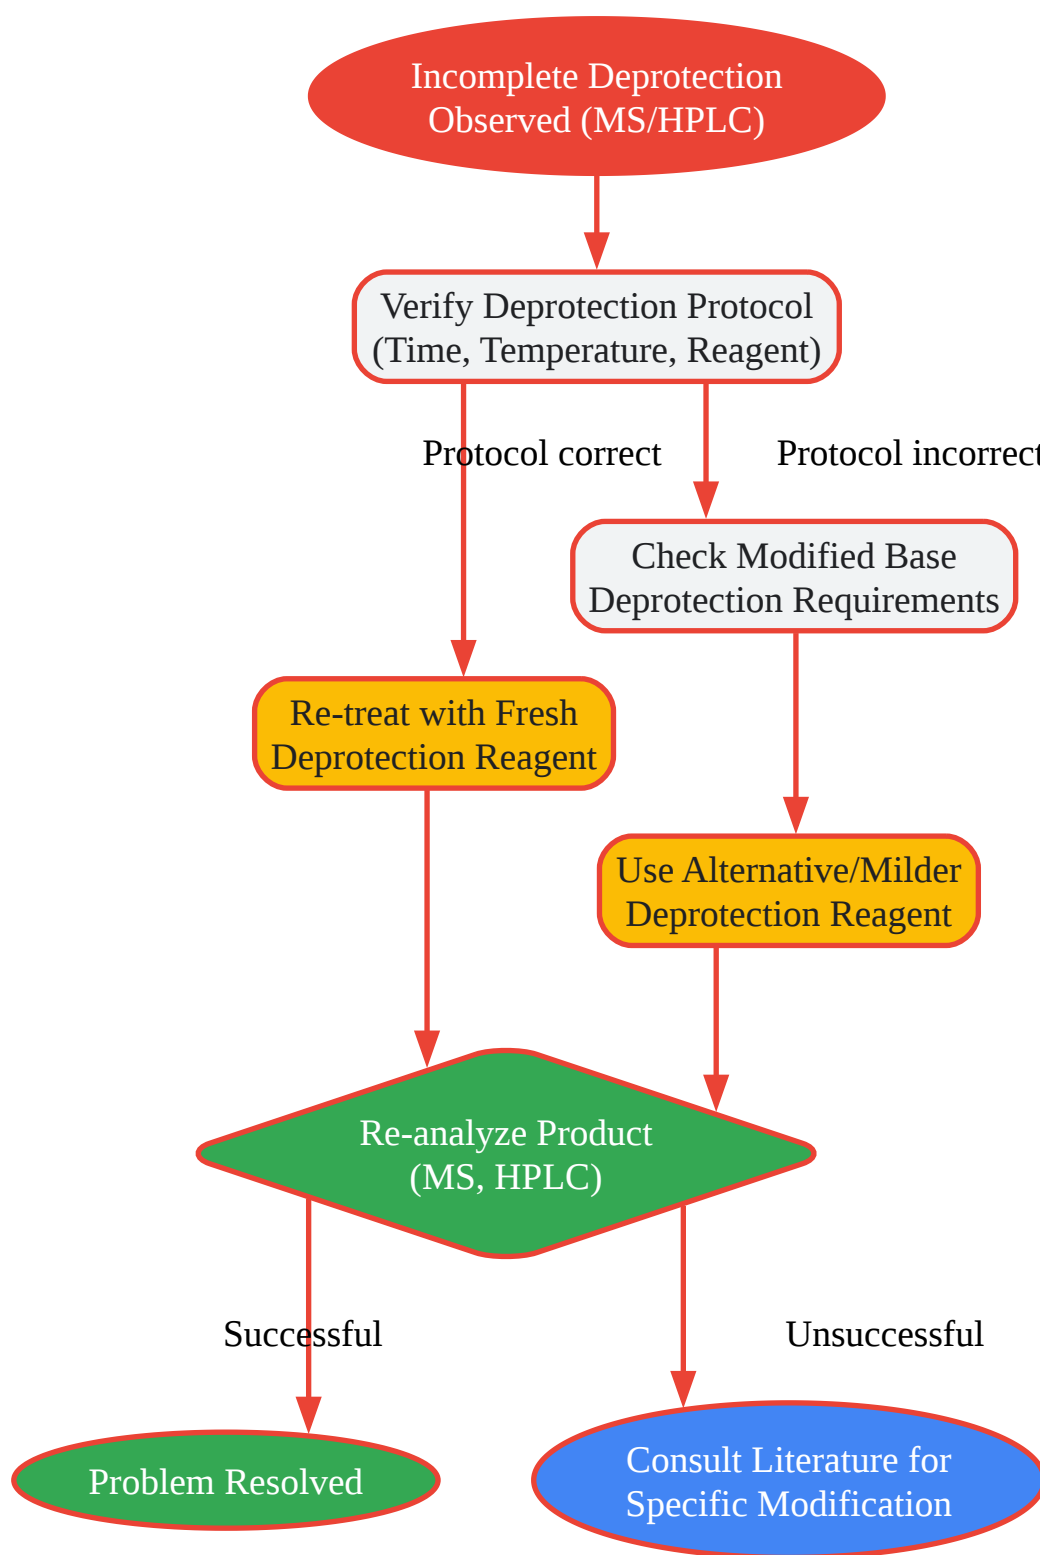 Incomplete Deprotection
Observed (MS/HPLC)
Verify Deprotection Protocol
(Time, Temperature, Reagent)
Protocol correct
Protocol incorrect
Check Modified Base
Deprotection Requirements
Re-treat with Fresh
Deprotection Reagent
Use Alternative/Milder
Deprotection Reagent
Re-analyze Product
(MS, HPLC)
Successful
Unsuccessful
Problem Resolved
Consult Literature for
Specific Modification